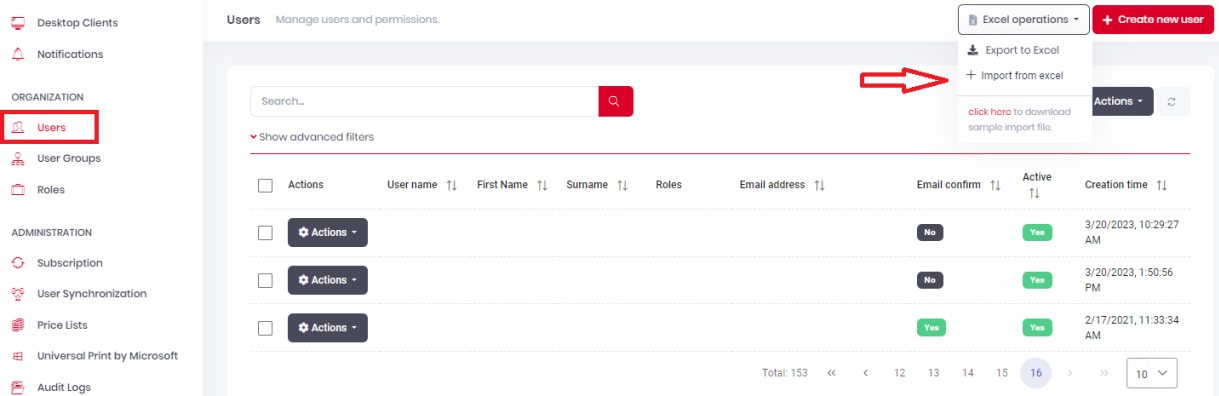 Desktop Clients
Notifications
ORGANIZATION
Users
User Groups
Roles
ADMINISTRATION
Subscription
User Synchronization
Price Lists
Universal Print by Microsoft
Audit Logs
Users Manage users and permissions.
Excel operations
+ Create new user
Export to Excel
+ Import from excel
click here to download
sample import file.
Search...
Actions
Show advanced filters
Actions User name First Name Surname Roles Email address Email confirm Active Creation time
Actions No Yes 3/20/2023, 10:29:27
AM
Actions No Yes 3/20/2023, 1:50:56
PM
Actions Yes Yes 2/17/2021, 11:33:34
AM
Total: 153 « ‹ 12 13 14 15 16 › » 10